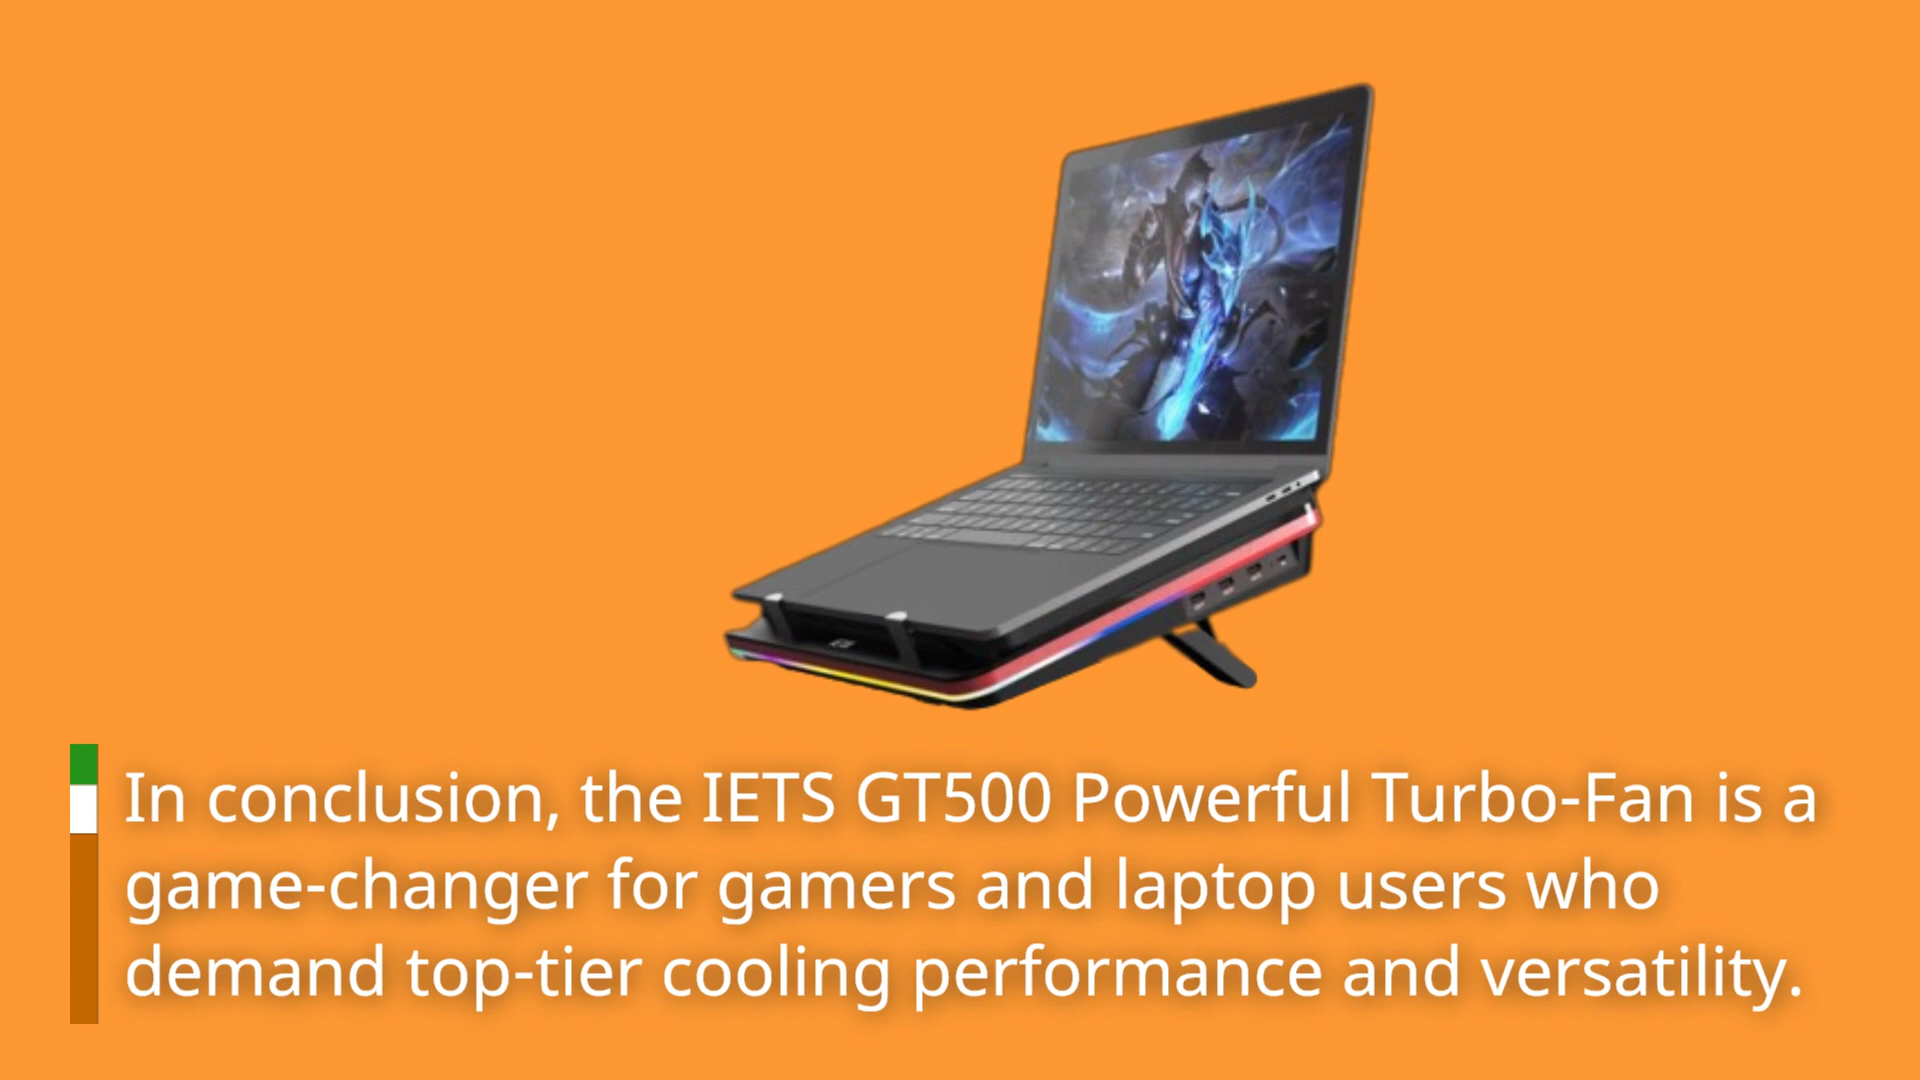 In conclusion, the IETS GT500 Powerful Turbo-Fan is a
game-changer for gamers and laptop users who
demand top-tier cooling performance and versatility.